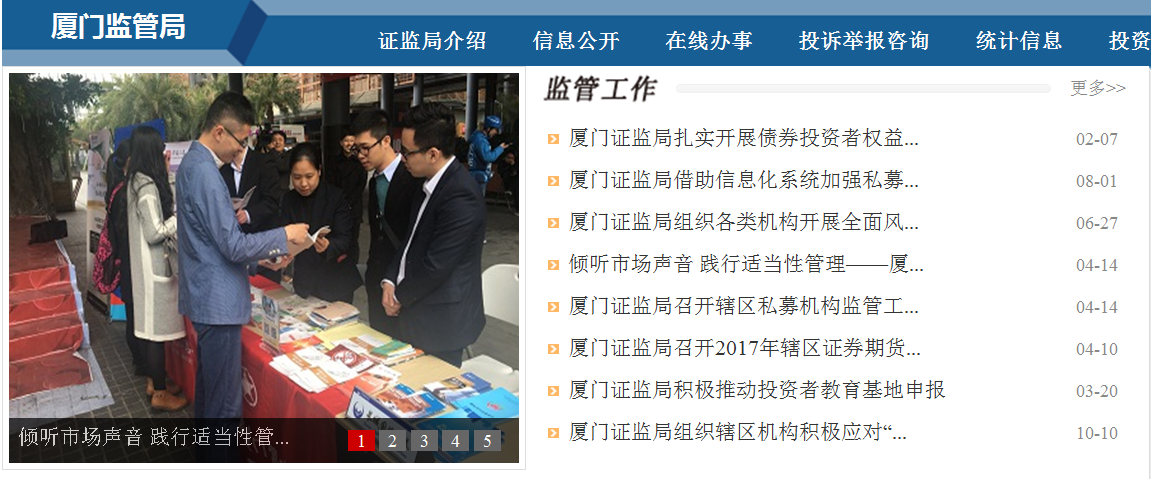 厦门监管局
证监局介绍 信息公开 在线办事 投诉举报咨询 统计信息 投资
监管工作 更多>>
厦门证监局扎实开展债券投资者权益... 02-07
厦门证监局借助信息化系统加强私募... 08-01
厦门证监局组织各类机构开展全面风... 06-27
倾听市场声音 践行适当性管理——厦... 04-14
厦门证监局召开辖区私募机构监管工... 04-14
厦门证监局召开2017年辖区证券期货... 04-10
厦门证监局积极推动投资者教育基地申报 03-20
厦门证监局组织辖区机构积极应对“... 10-10
倾听市场声音 践行适当性管... 1 2 3 4 5